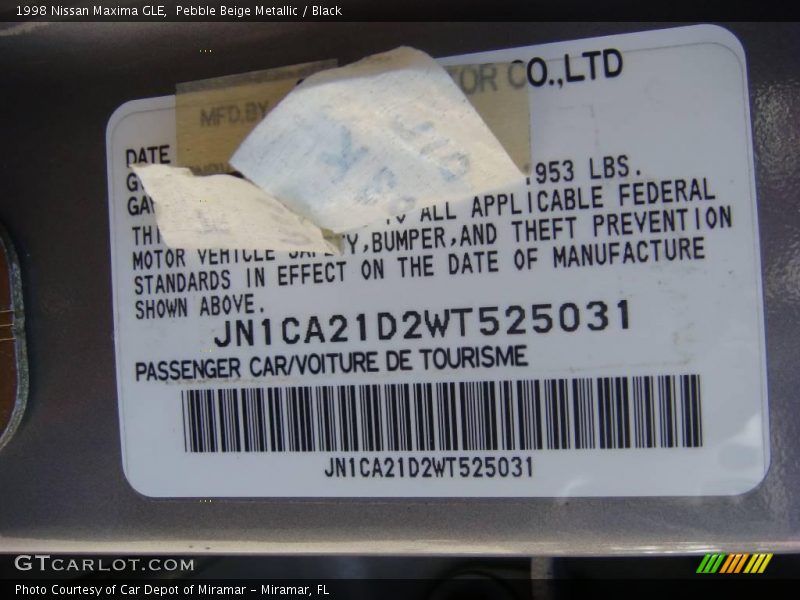 1998 Nissan Maxima GLE, Pebble Beige Metallic / Black
MFD.BY OR CO.,LTD
DATE
1953 LBS.
ALL APPLICABLE FEDERAL
MOTOR VEHICLE SAFETY,BUMPER,AND THEFT PREVENTION
STANDARDS IN EFFECT ON THE DATE OF MANUFACTURE
SHOWN ABOVE.
JN1CA21D2WT525031
PASSENGER CAR/VOITURE DE TOURISME
JN1CA21D2WT525031
GTCARLOT.COM
Photo Courtesy of Car Depot of Miramar - Miramar, FL